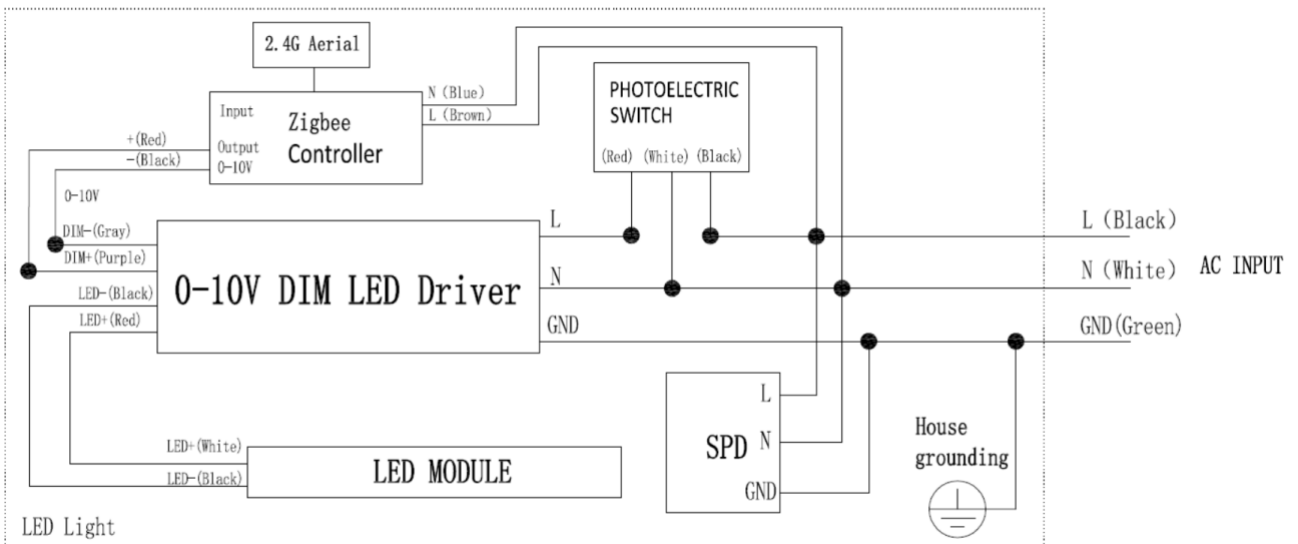 2.4G Aerial
N (Blue)
L (Brown)
Input
Zigbee
Controller
Output
0-10V
+(Red)
-(Black)
0-10V
PHOTOELECTRIC
SWITCH
(Red) (White) (Black)
DIM-(Gray)
DIM+(Purple)
LED-(Black)
LED+(Red)
0-10V DIM LED Driver
L
N
GND
L (Black)
N (White)
AC INPUT
GND(Green)
SPD
L
N
GND
House
grounding
LED+(White)
LED-(Black)
LED MODULE
LED Light